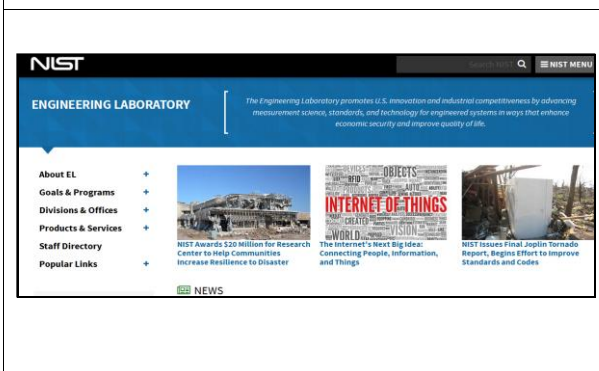 NIST
Search NIST
NIST MENU
ENGINEERING LABORATORY
The Engineering Laboratory promotes U.S. innovation and industrial competitiveness by advancing
measurement science, standards, and technology for engineered systems in ways that enhance
economic security and improve quality of life.
About EL +
Goals & Programs +
Divisions & Offices +
Products & Services +
Staff Directory
Popular Links +
OBJECTS
RFID
AUTO
INTERNET OF THINGS
CREATED
WORLD
VISION
NIST Awards $20 Million for Research
Center to Help Communities
Increase Resilience to Disaster
The Internet's Next Big Idea:
Connecting People, Information,
and Things
NIST Issues Final Joplin Tornado
Report, Begins Effort to Improve
Standards and Codes
NEWS